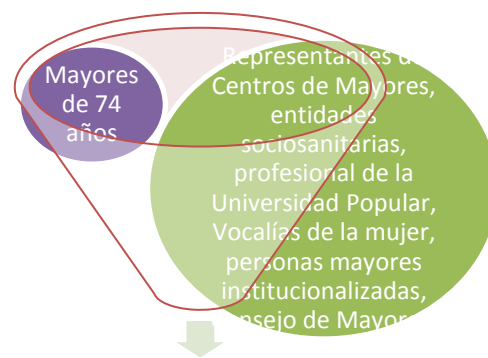 Mayores
de 74
años
Representantes de
Centros de Mayores,
entidades
sociosanitarias,
profesional de la
Universidad Popular,
Vocalías de la mujer,
personas mayores
institucionalizadas,
Consejo de Mayores